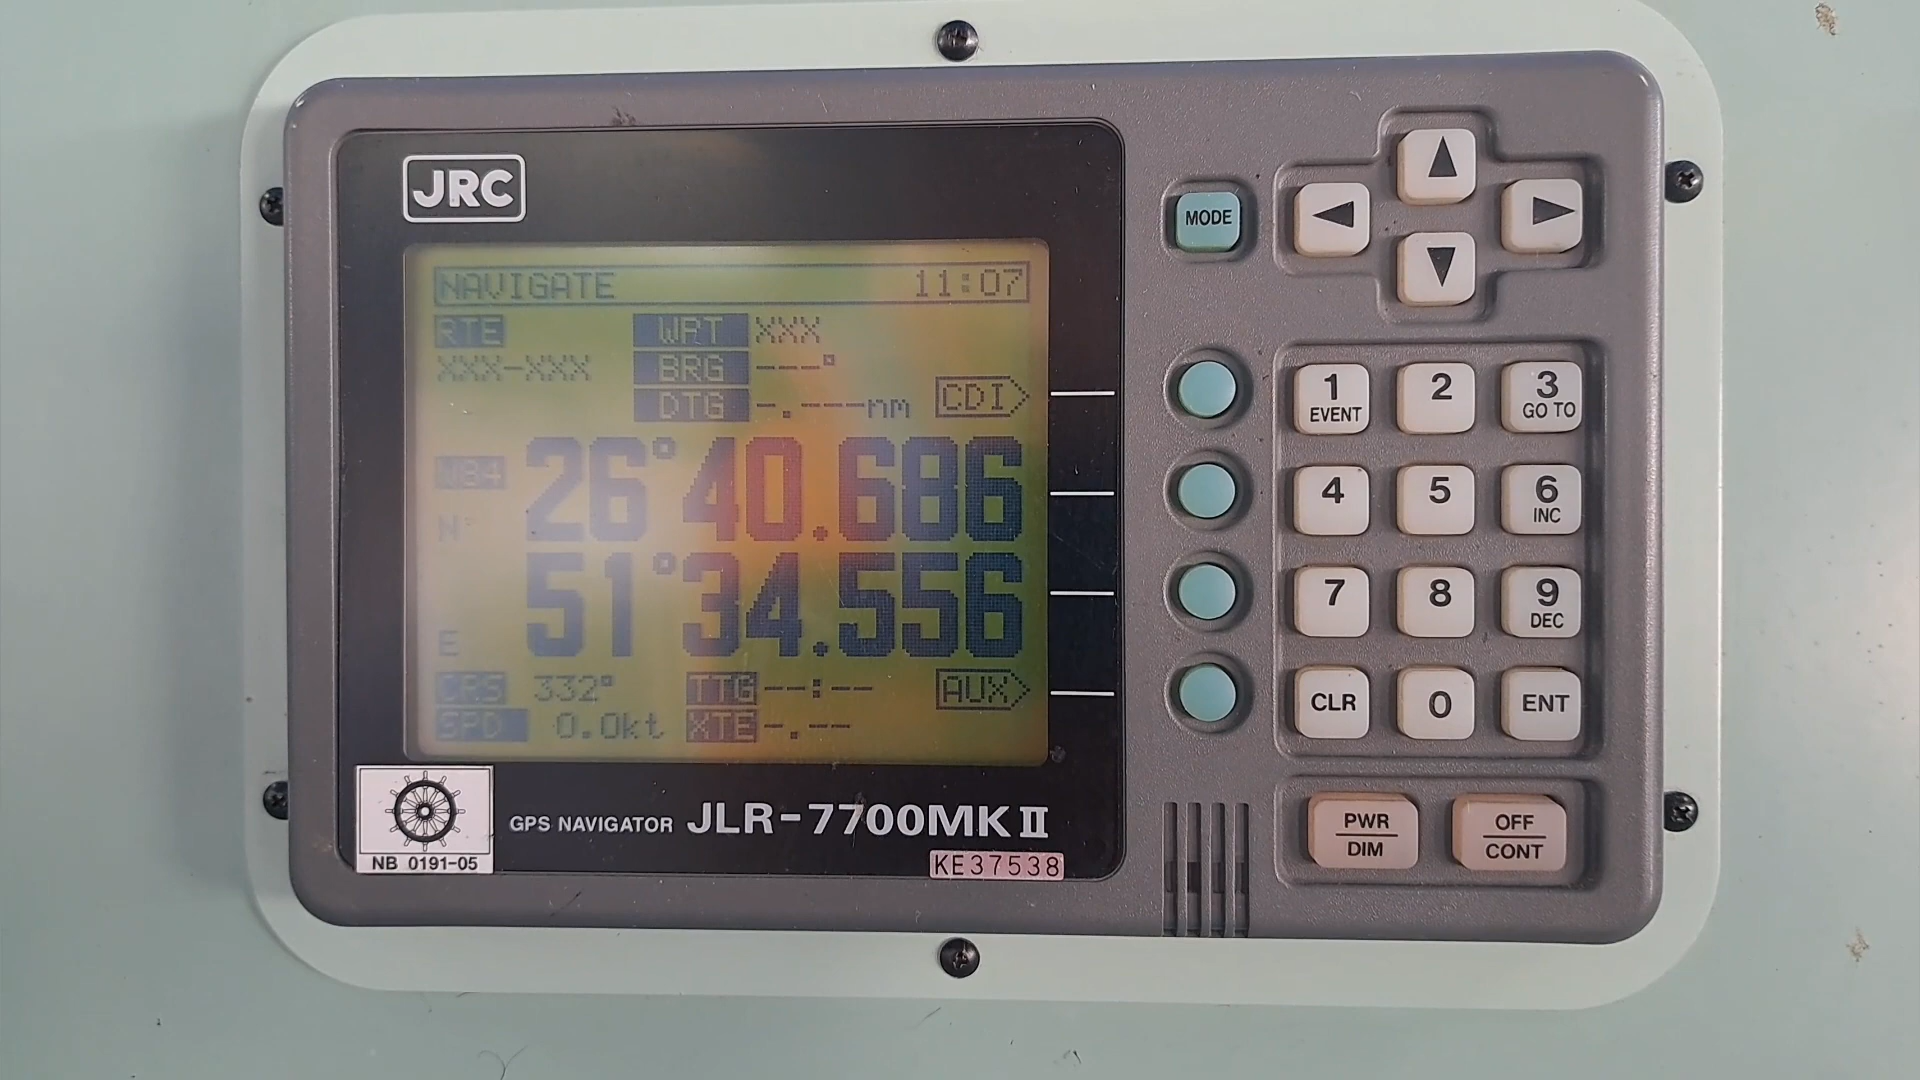 JRC
NAVIGATE 11:07
RTE WPT XXX
XXX-XXX BRG ---°
DTG -.---nm CDI
W84 N 26°40.686
E 51°34.556
CRS 332° TTG --:-- AUX
SPD 0.0kt XTE -.--
NB 0191-05
GPS NAVIGATOR JLR-7700MKⅡ
KE37538
MODE
1 EVENT
2
3 GO TO
4
5
6 INC
7
8
9 DEC
CLR
0
ENT
PWR
DIM
OFF
CONT